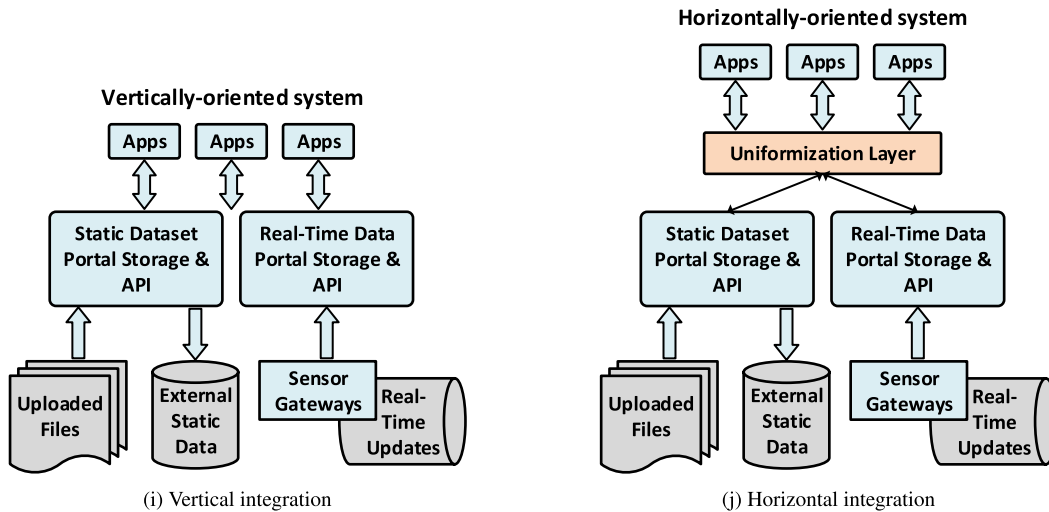 Vertically-oriented system
Apps
Apps
Apps
Static Dataset
Portal Storage &
API
Real-Time Data
Portal Storage &
API
Uploaded
Files
External
Static
Data
Sensor
Gateways
Real-
Time
Updates
(i) Vertical integration
Horizontally-oriented system
Apps
Apps
Apps
Uniformization Layer
Static Dataset
Portal Storage &
API
Real-Time Data
Portal Storage &
API
Uploaded
Files
External
Static
Data
Sensor
Gateways
Real-
Time
Updates
(j) Horizontal integration